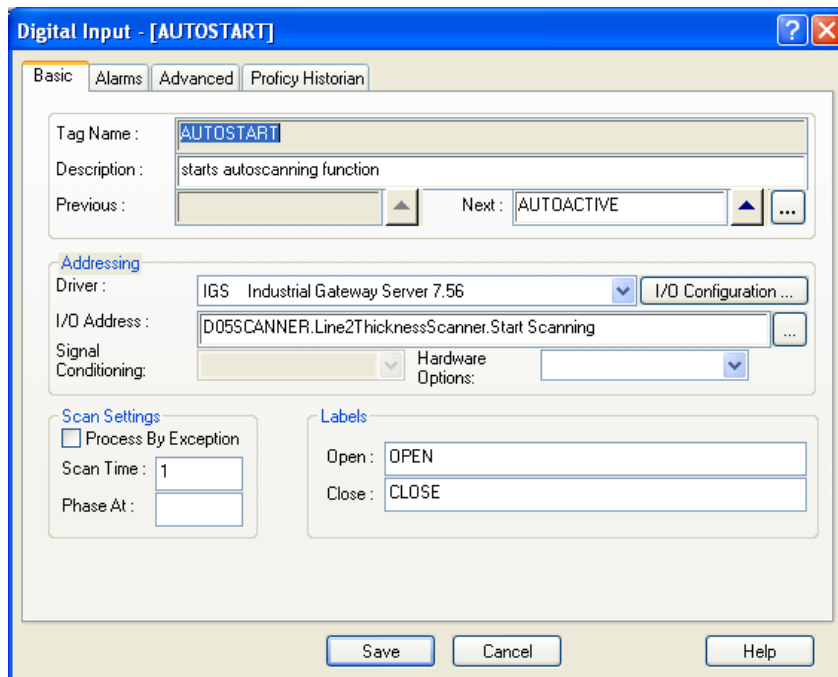 Digital Input - [AUTOSTART]
Basic Alarms Advanced Proficy Historian
Tag Name : AUTOSTART
Description : starts autoscanning function
Previous : Next : AUTOACTIVE ...
Addressing
Driver : IGS Industrial Gateway Server 7.56 I/O Configuration ...
I/O Address : D05SCANNER.Line2ThicknessScanner.Start Scanning ...
Signal Conditioning: Hardware Options:
Scan Settings Labels
Process By Exception
Open : OPEN
Scan Time : 1
Close : CLOSE
Phase At :
Save Cancel Help